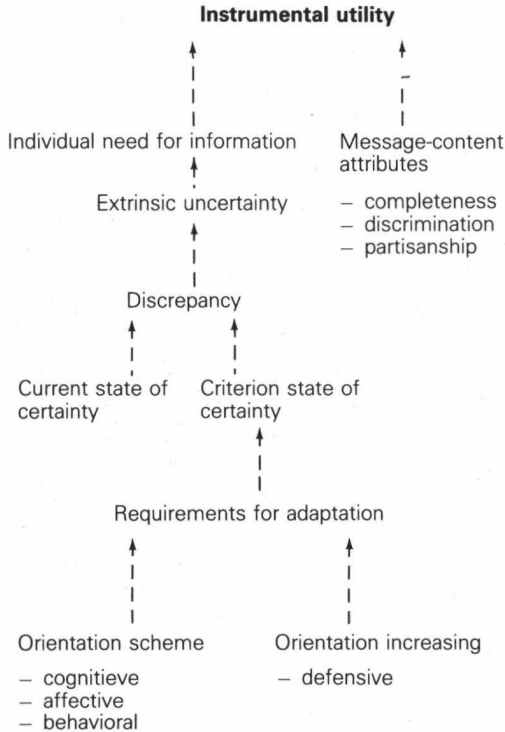 Instrumental utility
Individual need for information
Message-content
attributes
– completeness
– discrimination
– partisanship
Extrinsic uncertainty
Discrepancy
Current state of
certainty
Criterion state of
certainty
Requirements for adaptation
Orientation scheme
– cognitieve
– affective
– behavioral
Orientation increasing
– defensive